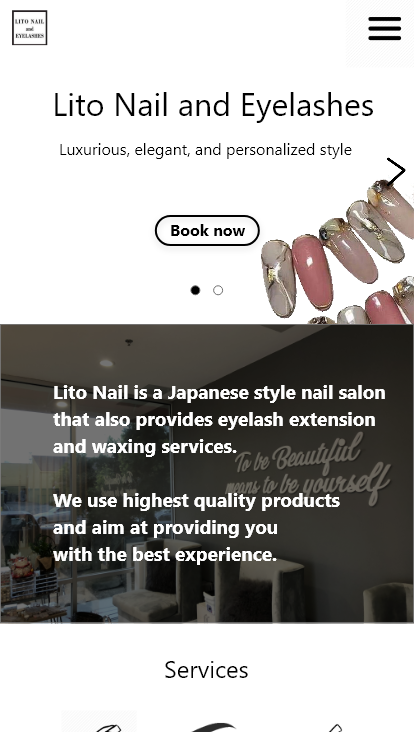 LITO NAIL
and
EYELASHES
Lito Nail and Eyelashes
Luxurious, elegant, and personalized style
Book now
Lito Nail is a Japanese style nail salon
that also provides eyelash extension
and waxing services.
To be Beautiful
means to be yourself
We use highest quality products
and aim at providing you
with the best experience.
Services